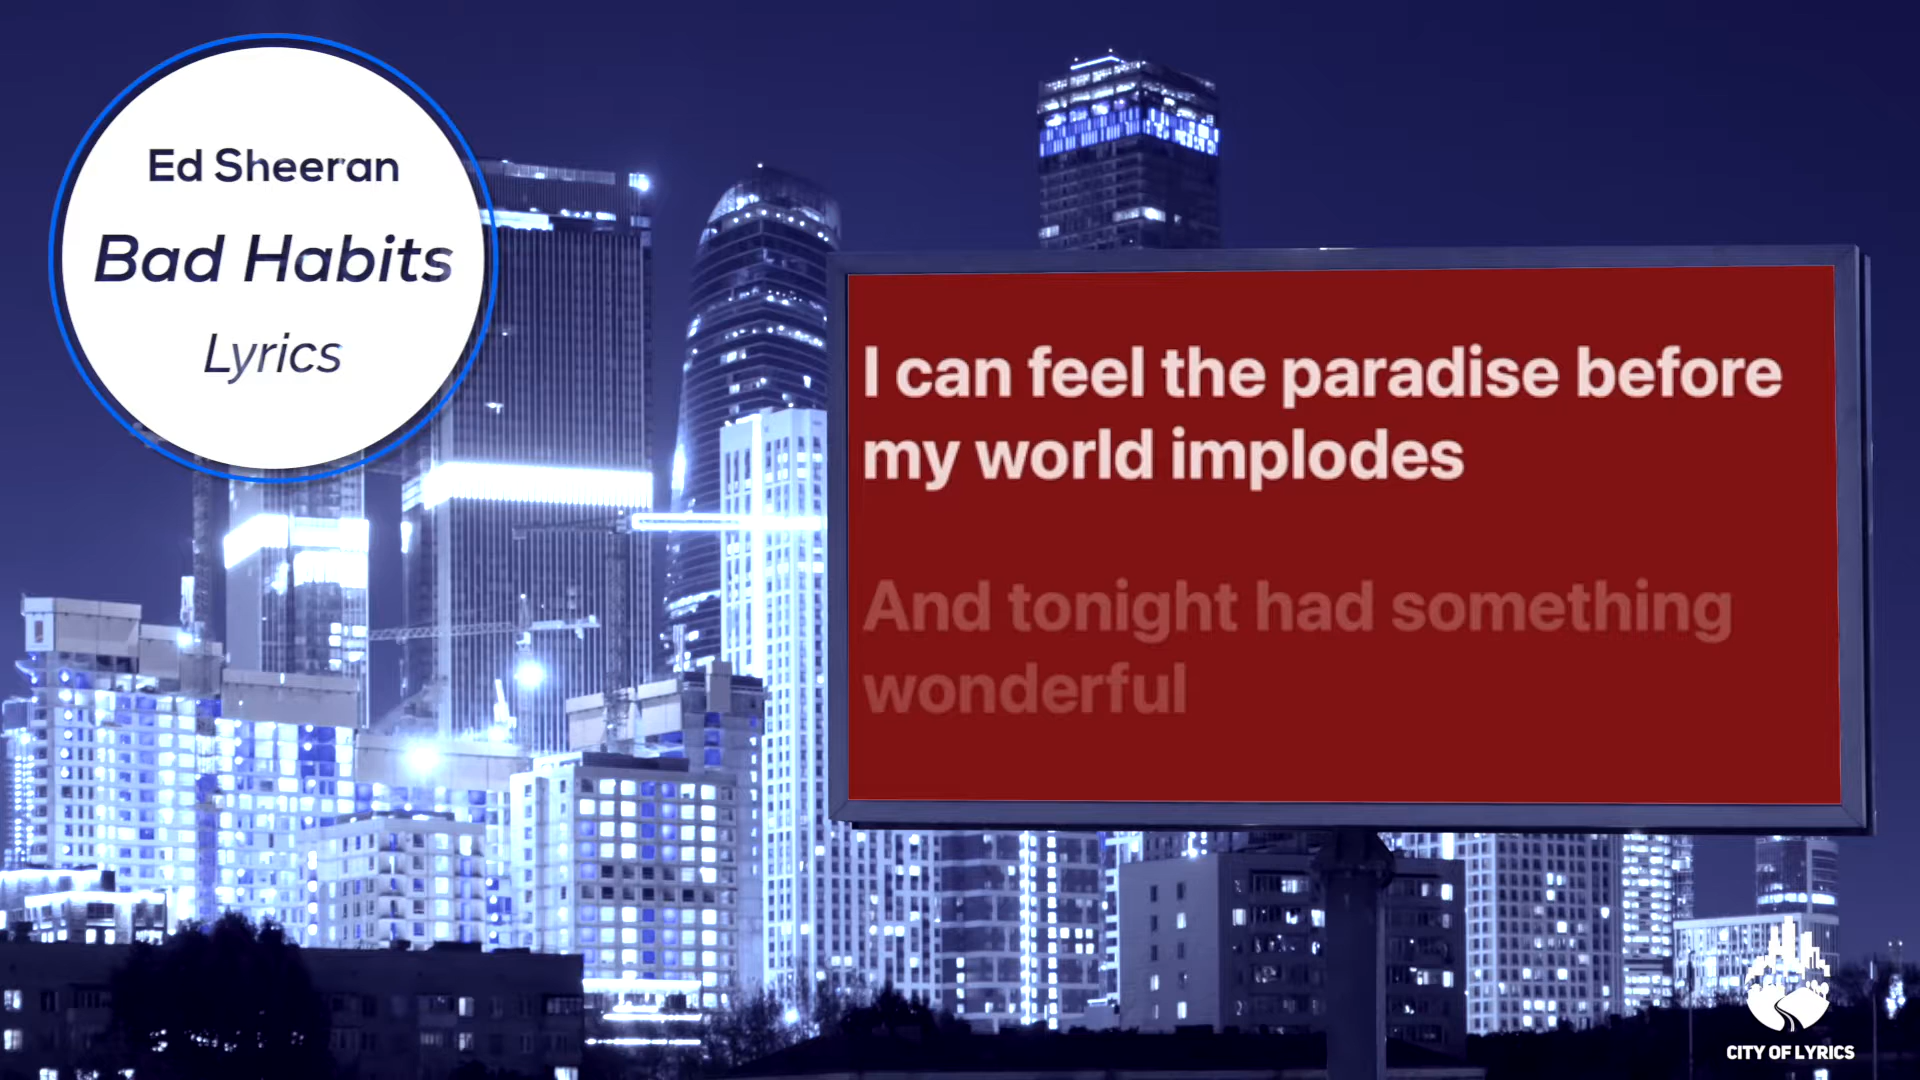 Ed Sheeran
Bad Habits
Lyrics
I can feel the paradise before
my world implodes
And tonight had something
wonderful
CITY OF LYRICS